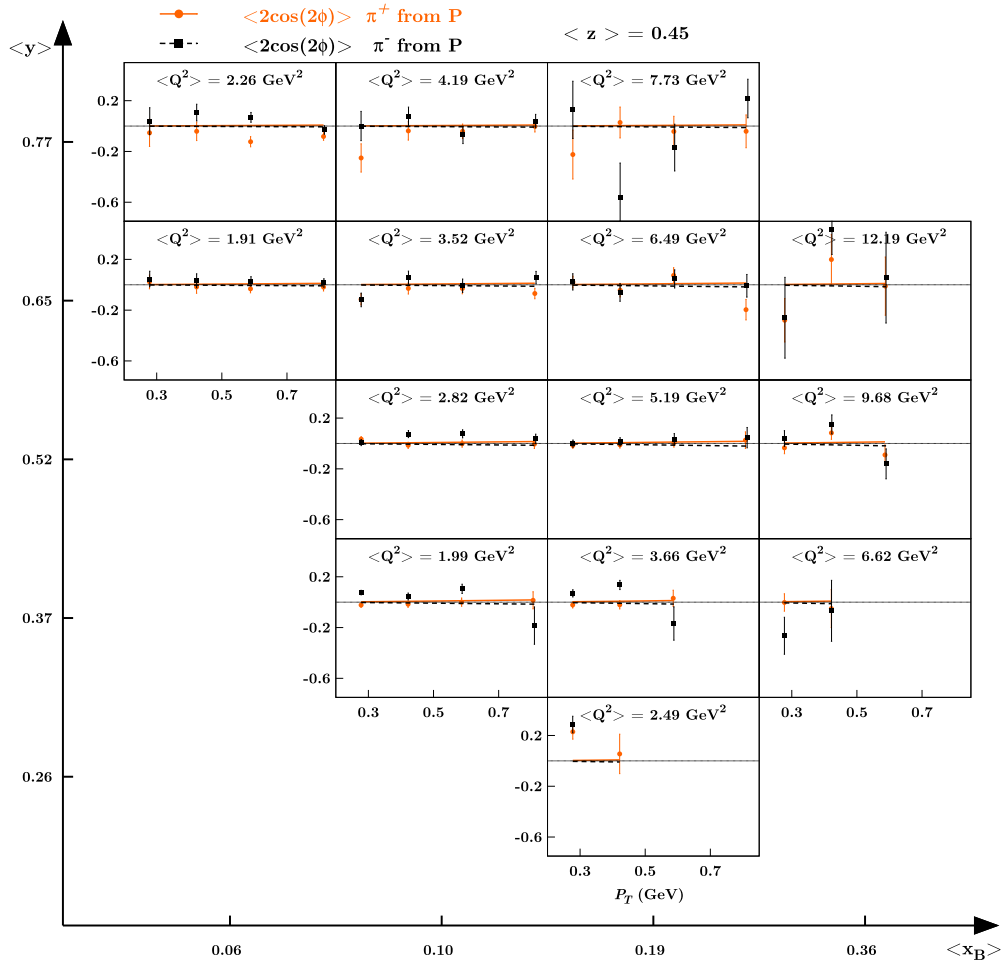 <2cos(2ϕ)> π⁺ from P
<2cos(2ϕ)> π⁻ from P
< z > = 0.45
<y>
<Q²> = 2.26 GeV²
<Q²> = 4.19 GeV²
<Q²> = 7.73 GeV²
0.2
-0.2
-0.6
0.77
<Q²> = 1.91 GeV²
<Q²> = 3.52 GeV²
<Q²> = 6.49 GeV²
<Q²> = 12.19 GeV²
0.2
-0.2
-0.6
0.65
0.3 0.5 0.7
<Q²> = 2.82 GeV²
<Q²> = 5.19 GeV²
<Q²> = 9.68 GeV²
0.2
-0.2
-0.6
0.52
<Q²> = 1.99 GeV²
<Q²> = 3.66 GeV²
<Q²> = 6.62 GeV²
0.2
-0.2
-0.6
0.37
0.3 0.5 0.7
0.3 0.5 0.7
<Q²> = 2.49 GeV²
0.2
-0.2
-0.6
0.26
0.3 0.5 0.7
P_T (GeV)
0.06 0.10 0.19 0.36
<x_B>